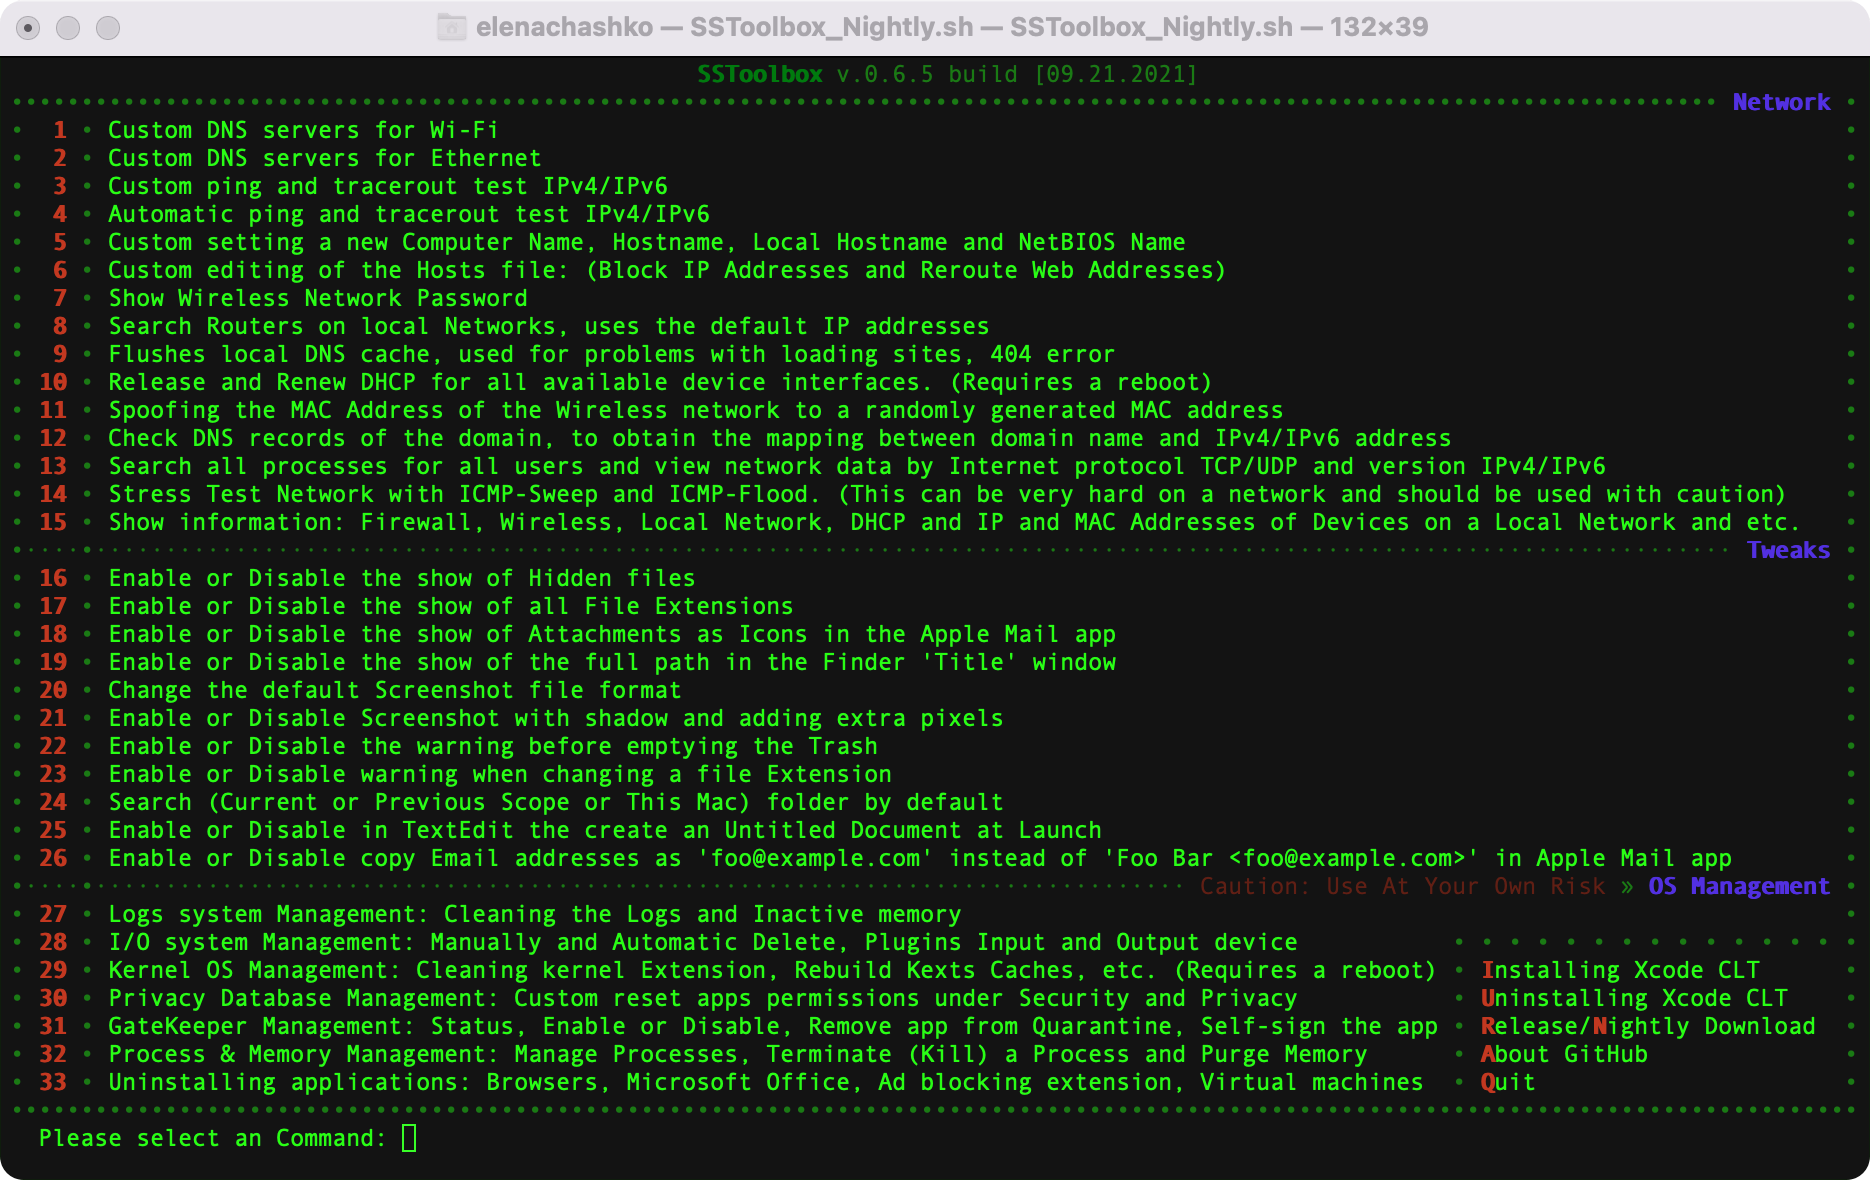 elenachashko — SSToolbox_Nightly.sh — SSToolbox_Nightly.sh — 132×39
SSToolbox v.0.6.5 build [09.21.2021]
Network
1 Custom DNS servers for Wi-Fi
2 Custom DNS servers for Ethernet
3 Custom ping and tracerout test IPv4/IPv6
4 Automatic ping and tracerout test IPv4/IPv6
5 Custom setting a new Computer Name, Hostname, Local Hostname and NetBIOS Name
6 Custom editing of the Hosts file: (Block IP Addresses and Reroute Web Addresses)
7 Show Wireless Network Password
8 Search Routers on local Networks, uses the default IP addresses
9 Flushes local DNS cache, used for problems with loading sites, 404 error
10 Release and Renew DHCP for all available device interfaces. (Requires a reboot)
11 Spoofing the MAC Address of the Wireless network to a randomly generated MAC address
12 Check DNS records of the domain, to obtain the mapping between domain name and IPv4/IPv6 address
13 Search all processes for all users and view network data by Internet protocol TCP/UDP and version IPv4/IPv6
14 Stress Test Network with ICMP-Sweep and ICMP-Flood. (This can be very hard on a network and should be used with caution)
15 Show information: Firewall, Wireless, Local Network, DHCP and IP and MAC Addresses of Devices on a Local Network and etc.
Tweaks
16 Enable or Disable the show of Hidden files
17 Enable or Disable the show of all File Extensions
18 Enable or Disable the show of Attachments as Icons in the Apple Mail app
19 Enable or Disable the show of the full path in the Finder 'Title' window
20 Change the default Screenshot file format
21 Enable or Disable Screenshot with shadow and adding extra pixels
22 Enable or Disable the warning before emptying the Trash
23 Enable or Disable warning when changing a file Extension
24 Search (Current or Previous Scope or This Mac) folder by default
25 Enable or Disable in TextEdit the create an Untitled Document at Launch
26 Enable or Disable copy Email addresses as 'foo@example.com' instead of 'Foo Bar <foo@example.com>' in Apple Mail app
Caution: Use At Your Own Risk » OS Management
27 Logs system Management: Cleaning the Logs and Inactive memory
28 I/O system Management: Manually and Automatic Delete, Plugins Input and Output device
29 Kernel OS Management: Cleaning kernel Extension, Rebuild Kexts Caches, etc. (Requires a reboot) Installing Xcode CLT
30 Privacy Database Management: Custom reset apps permissions under Security and Privacy Uninstalling Xcode CLT
31 GateKeeper Management: Status, Enable or Disable, Remove app from Quarantine, Self-sign the app Release/Nightly Download
32 Process & Memory Management: Manage Processes, Terminate (Kill) a Process and Purge Memory About GitHub
33 Uninstalling applications: Browsers, Microsoft Office, Ad blocking extension, Virtual machines Quit
Please select an Command: